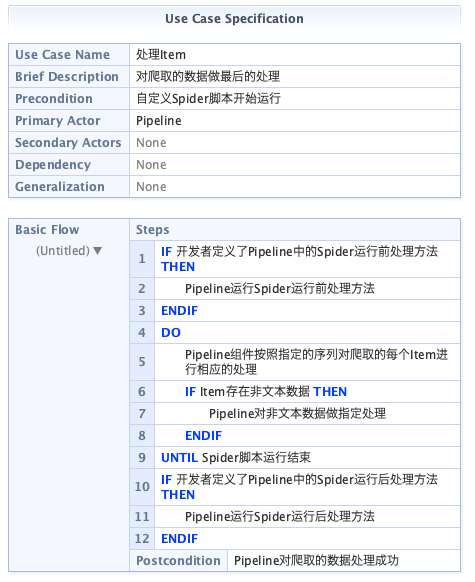 Use Case Specification
Use Case Name 处理Item
Brief Description 对爬取的数据做最后的处理
Precondition 自定义Spider脚本开始运行
Primary Actor Pipeline
Secondary Actors None
Dependency None
Generalization None
Basic Flow Steps
(Untitled) ▼
1 IF 开发者定义了Pipeline中的Spider运行前处理方法
THEN
2 Pipeline运行Spider运行前处理方法
3 ENDIF
4 DO
5 Pipeline组件按照指定的序列对爬取的每个Item进
行相应的处理
6 IF Item存在非文本数据 THEN
7 Pipeline对非文本数据做指定处理
8 ENDIF
9 UNTIL Spider脚本运行结束
10 IF 开发者定义了Pipeline中的Spider运行后处理方法
THEN
11 Pipeline运行Spider运行后处理方法
12 ENDIF
Postcondition Pipeline对爬取的数据处理成功